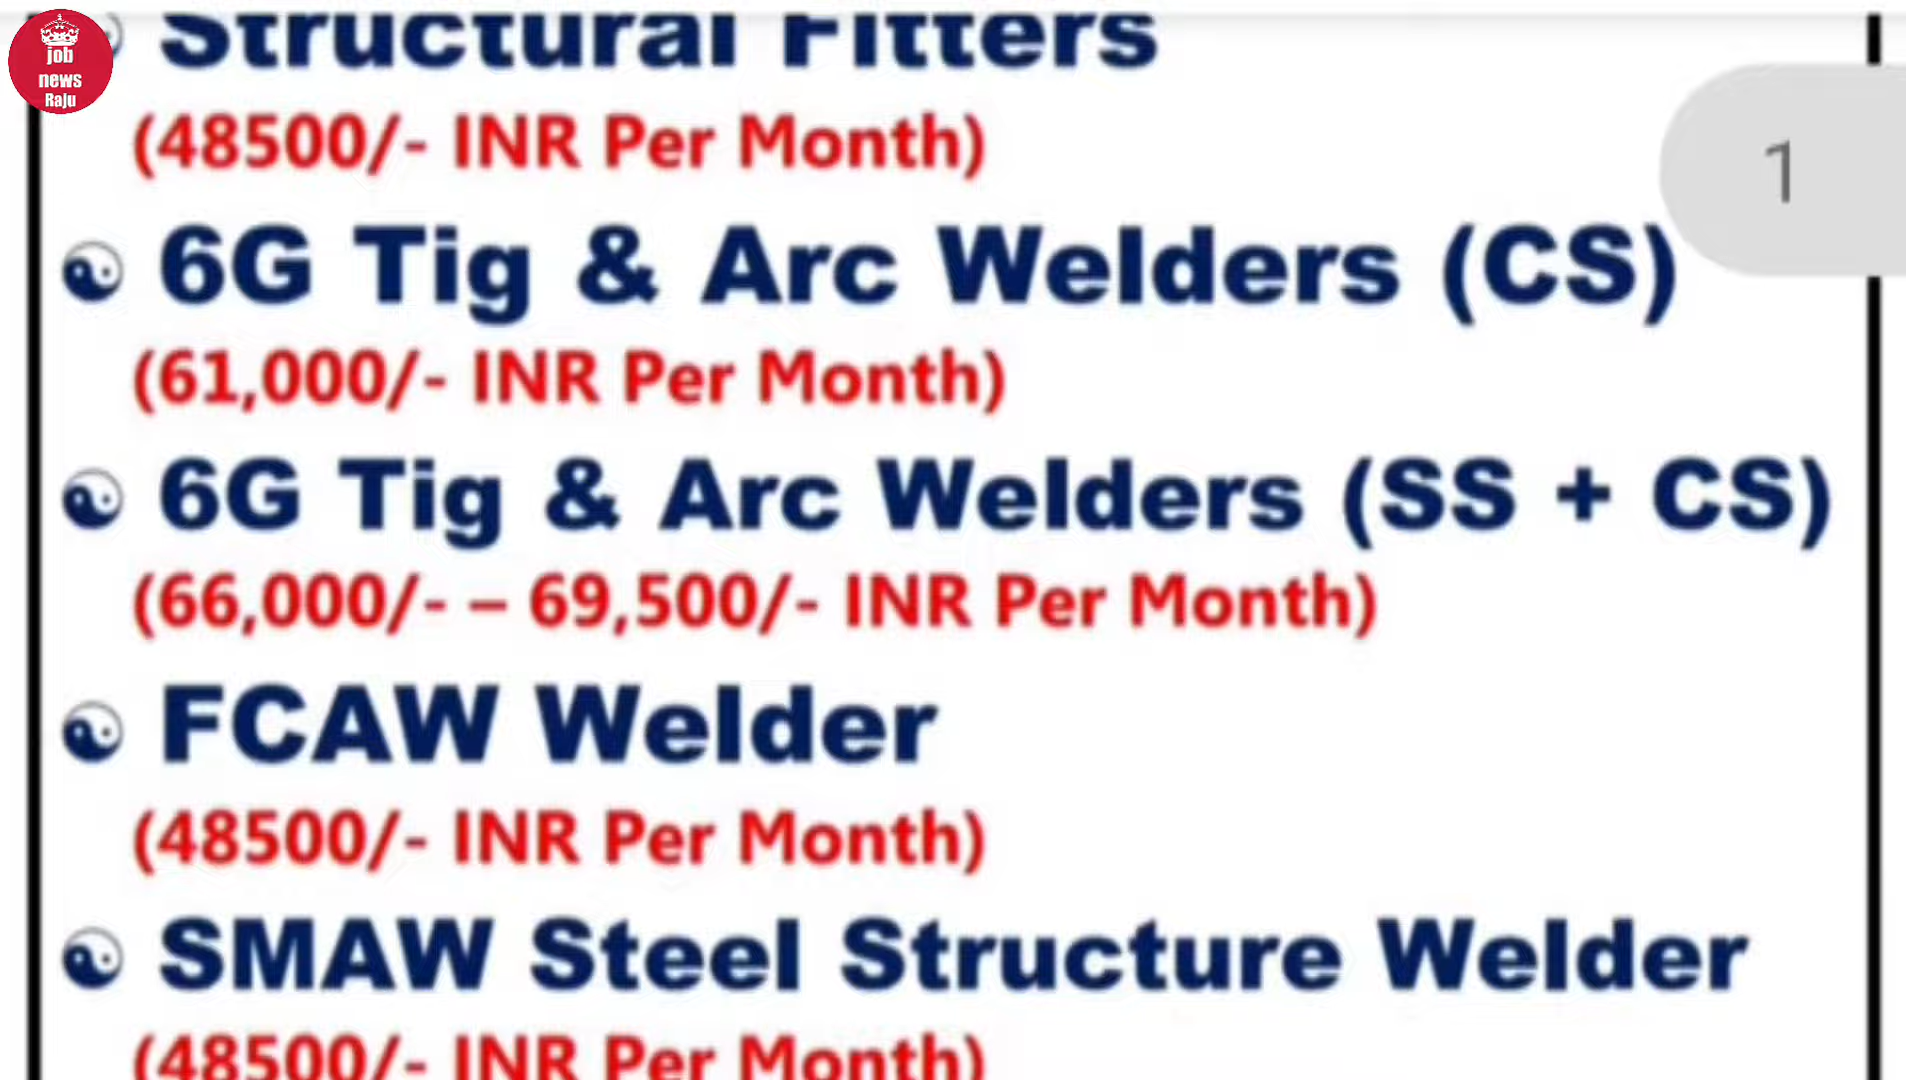 job
news
Raju
Structural Fitters
(48500/- INR Per Month)
1
6G Tig & Arc Welders (CS)
(61,000/- INR Per Month)
6G Tig & Arc Welders (SS + CS)
(66,000/- – 69,500/- INR Per Month)
FCAW Welder
(48500/- INR Per Month)
SMAW Steel Structure Welder
(48500/- INR Per Month)